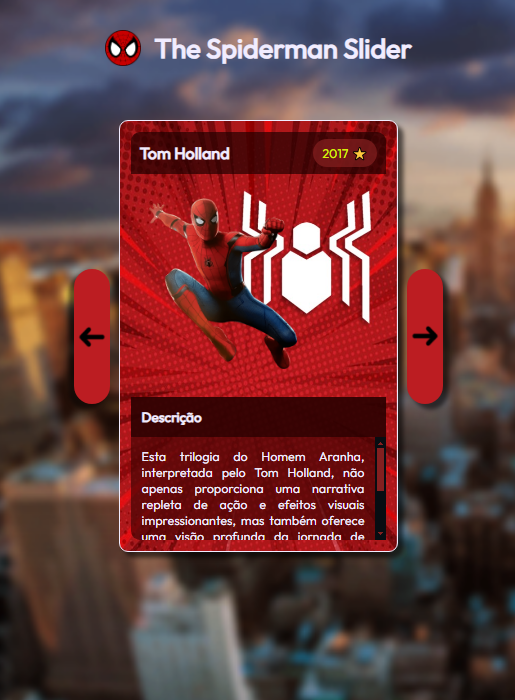 The Spiderman Slider
Tom Holland
2017
Descrição
Esta trilogia do Homem Aranha,
interpretada pelo Tom Holland, não
apenas proporciona uma narrativa
repleta de ação e efeitos visuais
impressionantes, mas também oferece
uma visão profunda da jornada de